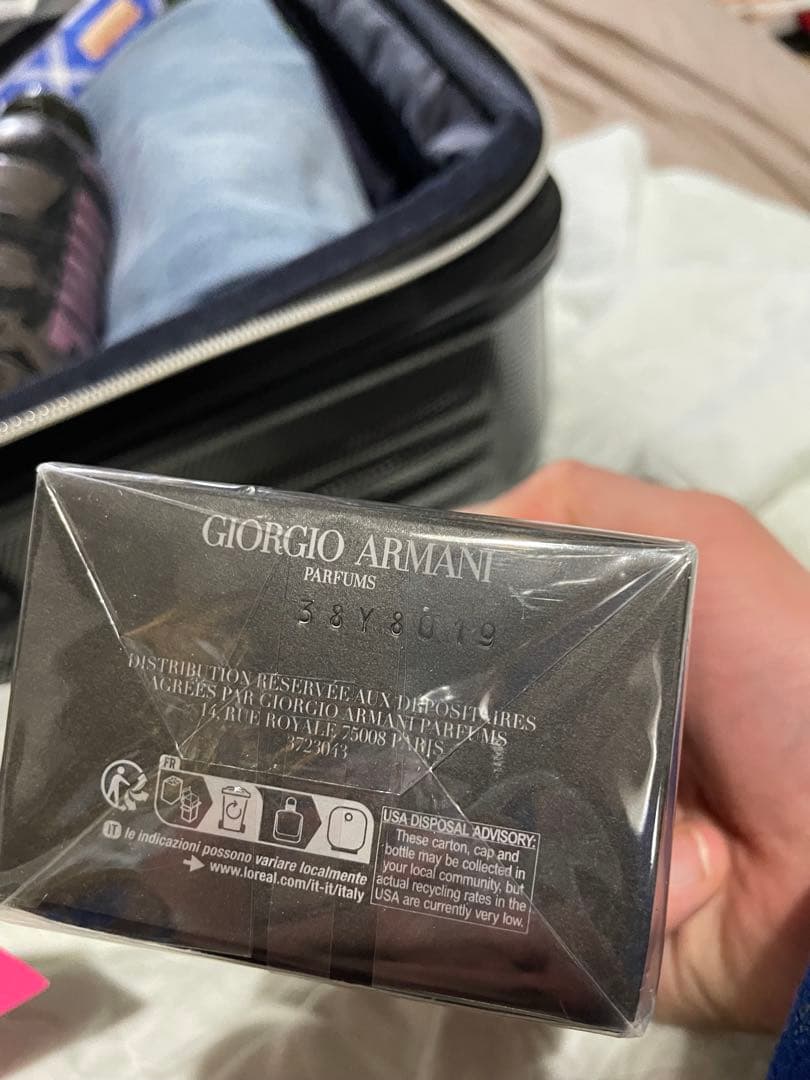 GIORGIO ARMANI
PARFUMS
38Y8019
DISTRIBUTION RÉSERVÉE AUX DÉPOSITAIRES
AGRÉÉS PAR GIORGIO ARMANI PARFUMS
14, RUE ROYALE 75008 PARIS
3723043
FR
IT le indicazioni possono variare localmente
www.loreal.com/it-it/italy
USA DISPOSAL ADVISORY:
These carton, cap and
bottle may be collected in
your local community, but
actual recycling rates in the
USA are currently very low.